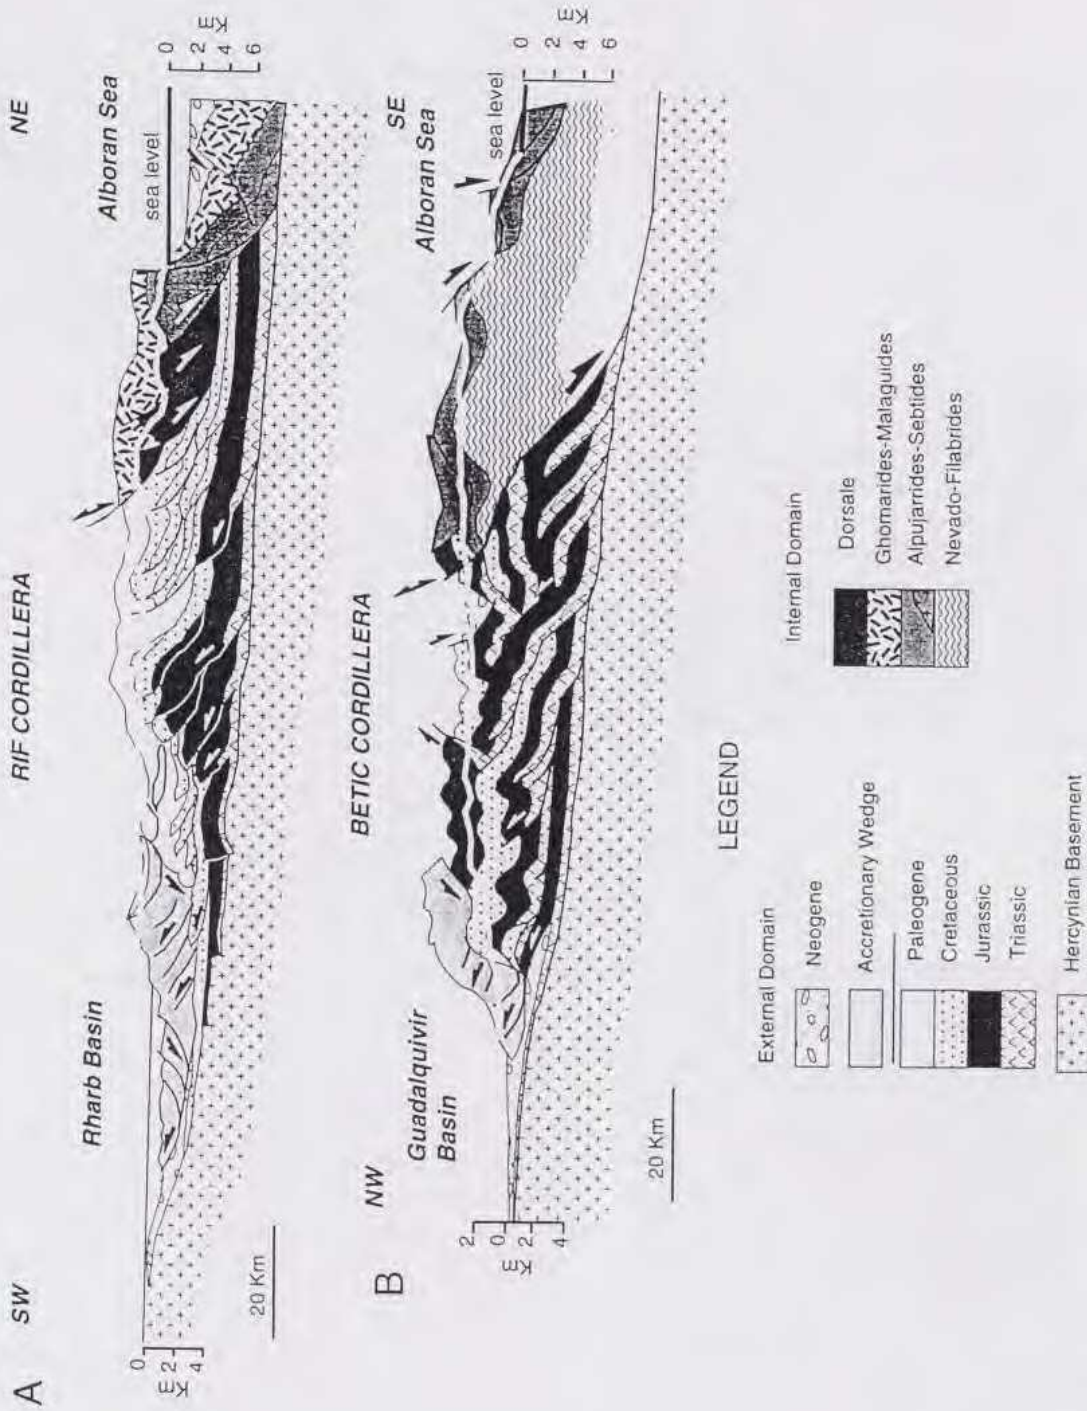 A
SW
RIF CORDILLERA
NE
Rharb Basin
Alboran Sea
sea level
0
2
4
Km
0
2
4
6
Km
20 Km
B
NW
BETIC CORDILLERA
SE
Guadalquivir
Basin
Alboran Sea
sea level
2
0
2
4
Km
0
2
4
6
Km
20 Km
LEGEND
External Domain
Neogene
Accretionary Wedge
Paleogene
Cretaceous
Jurassic
Triassic
Hercynian Basement
Internal Domain
Dorsale
Ghomarides-Malaguides
Alpujarrides-Sebtides
Nevado-Filabrides